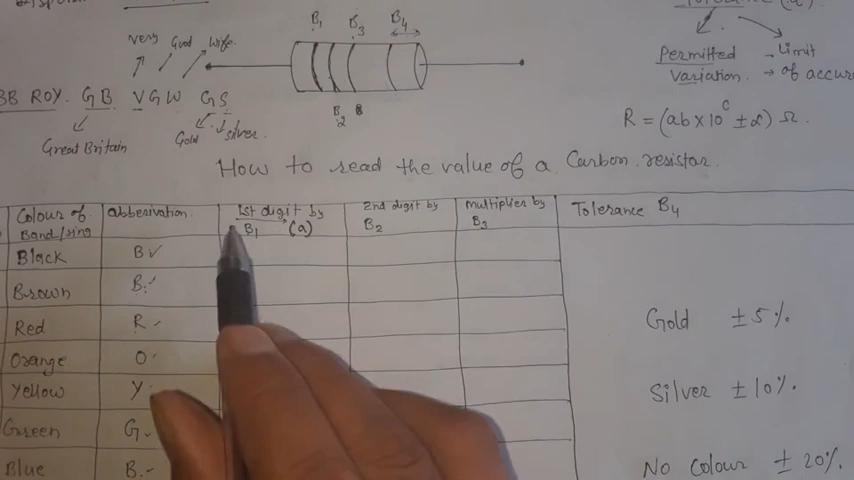 B1
B3
B4
Very Good Wife
B2
BB ROY. GB VGW GS
Great Britain
Gold Silver
(α)
Permitted - Limit
Variation. → of accur
R = (ab × 10^c ± α) Ω.
How to read the value of a Carbon resistor.
Colour of Band/ring
abberivation
1st digit by B1 (a)
2nd digit by B2
multiplier by B3
Tolerance B4
Black B
Brown B
Red R
Orange O
Yellow Y
Green G
Blue B
Gold ± 5%.
Silver ± 10%.
No Colour ± 20%.